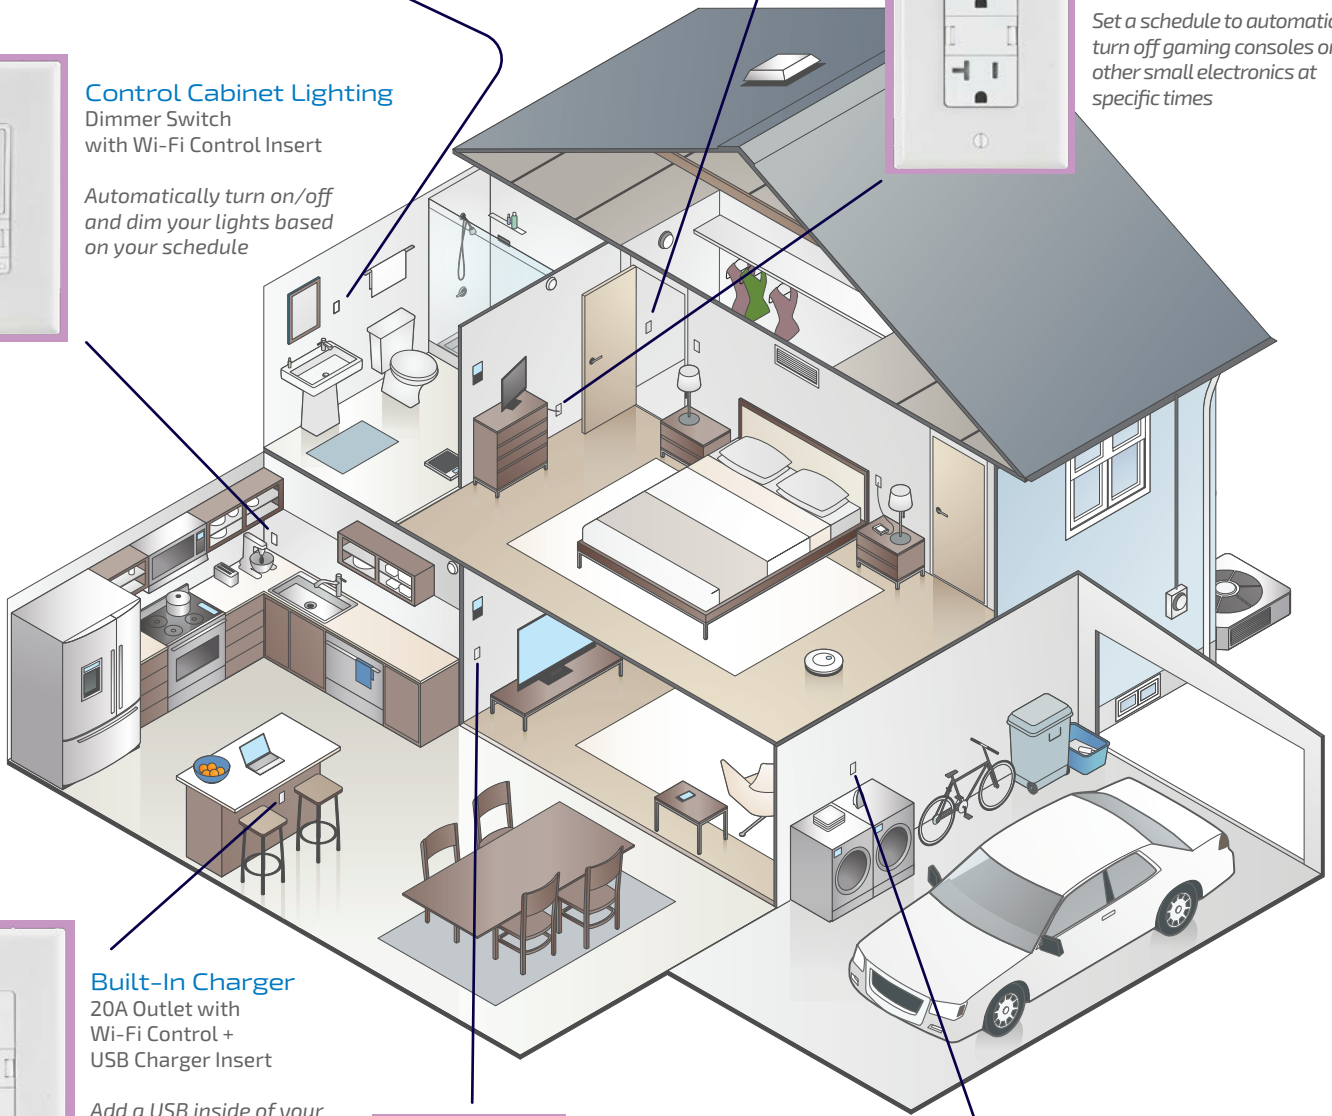 Set a schedule to automatic
turn off gaming consoles or
other small electronics at
specific times
Control Cabinet Lighting
Dimmer Switch
with Wi-Fi Control Insert
Automatically turn on/off
and dim your lights based
on your schedule
Built-In Charger
20A Outlet with
Wi-Fi Control +
USB Charger Insert
Add a USB inside of your